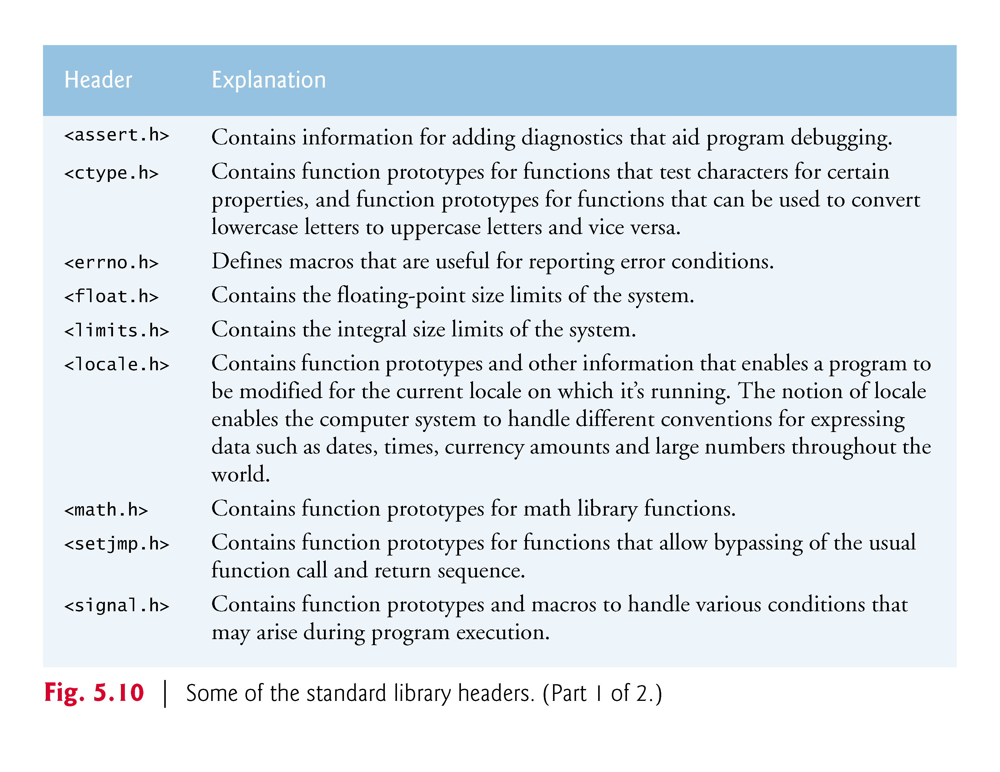 Header Explanation
<assert.h> Contains information for adding diagnostics that aid program debugging.
<ctype.h> Contains function prototypes for functions that test characters for certain
properties, and function prototypes for functions that can be used to convert
lowercase letters to uppercase letters and vice versa.
<errno.h> Defines macros that are useful for reporting error conditions.
<float.h> Contains the floating-point size limits of the system.
<limits.h> Contains the integral size limits of the system.
<locale.h> Contains function prototypes and other information that enables a program to
be modified for the current locale on which it’s running. The notion of locale
enables the computer system to handle different conventions for expressing
data such as dates, times, currency amounts and large numbers throughout the
world.
<math.h> Contains function prototypes for math library functions.
<setjmp.h> Contains function prototypes for functions that allow bypassing of the usual
function call and return sequence.
<signal.h> Contains function prototypes and macros to handle various conditions that
may arise during program execution.
Fig. 5.10 | Some of the standard library headers. (Part 1 of 2.)